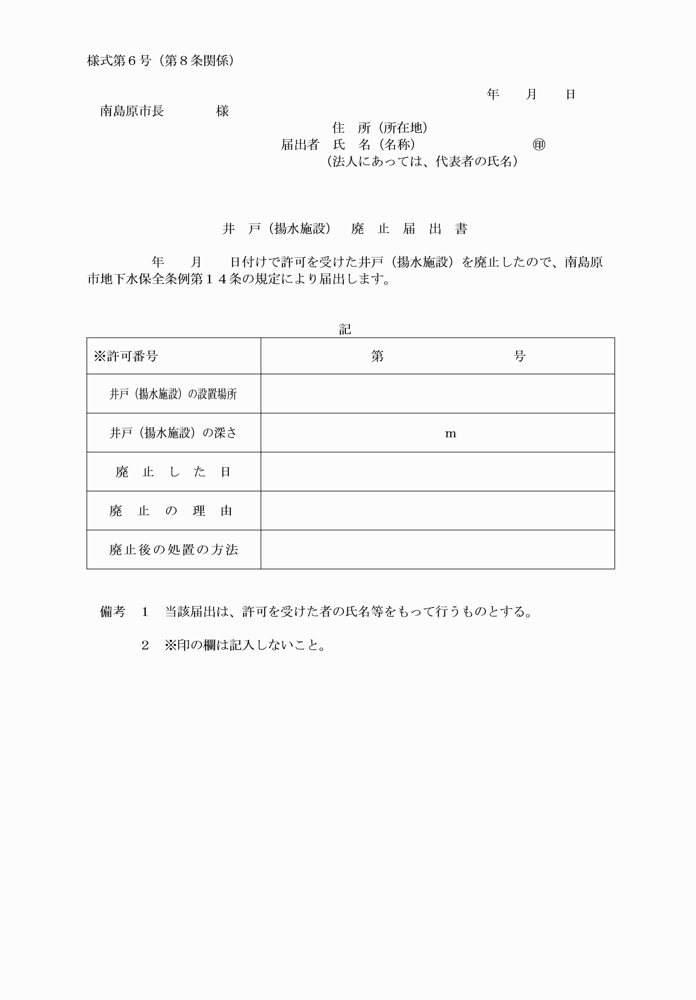 様式第６号（第８条関係）
年　　月　　日
南島原市長　　　　様
住　所（所在地）
届出者　氏　名（名称）　　　　　　　　　㊞
（法人にあっては、代表者の氏名）
井　戸（揚水施設）　廃　止　届　出　書
年　　月　　日付けで許可を受けた井戸（揚水施設）を廃止したので、南島原
市地下水保全条例第１４条の規定により届出します。
記
※許可番号　　　　第　　　　　　　　　　号
井戸（揚水施設）の設置場所
井戸（揚水施設）の深さ　　　　ｍ
廃　止　し　た　日
廃　止　の　理　由
廃止後の処置の方法
備考　１　当該届出は、許可を受けた者の氏名等をもって行うものとする。
２　※印の欄は記入しないこと。